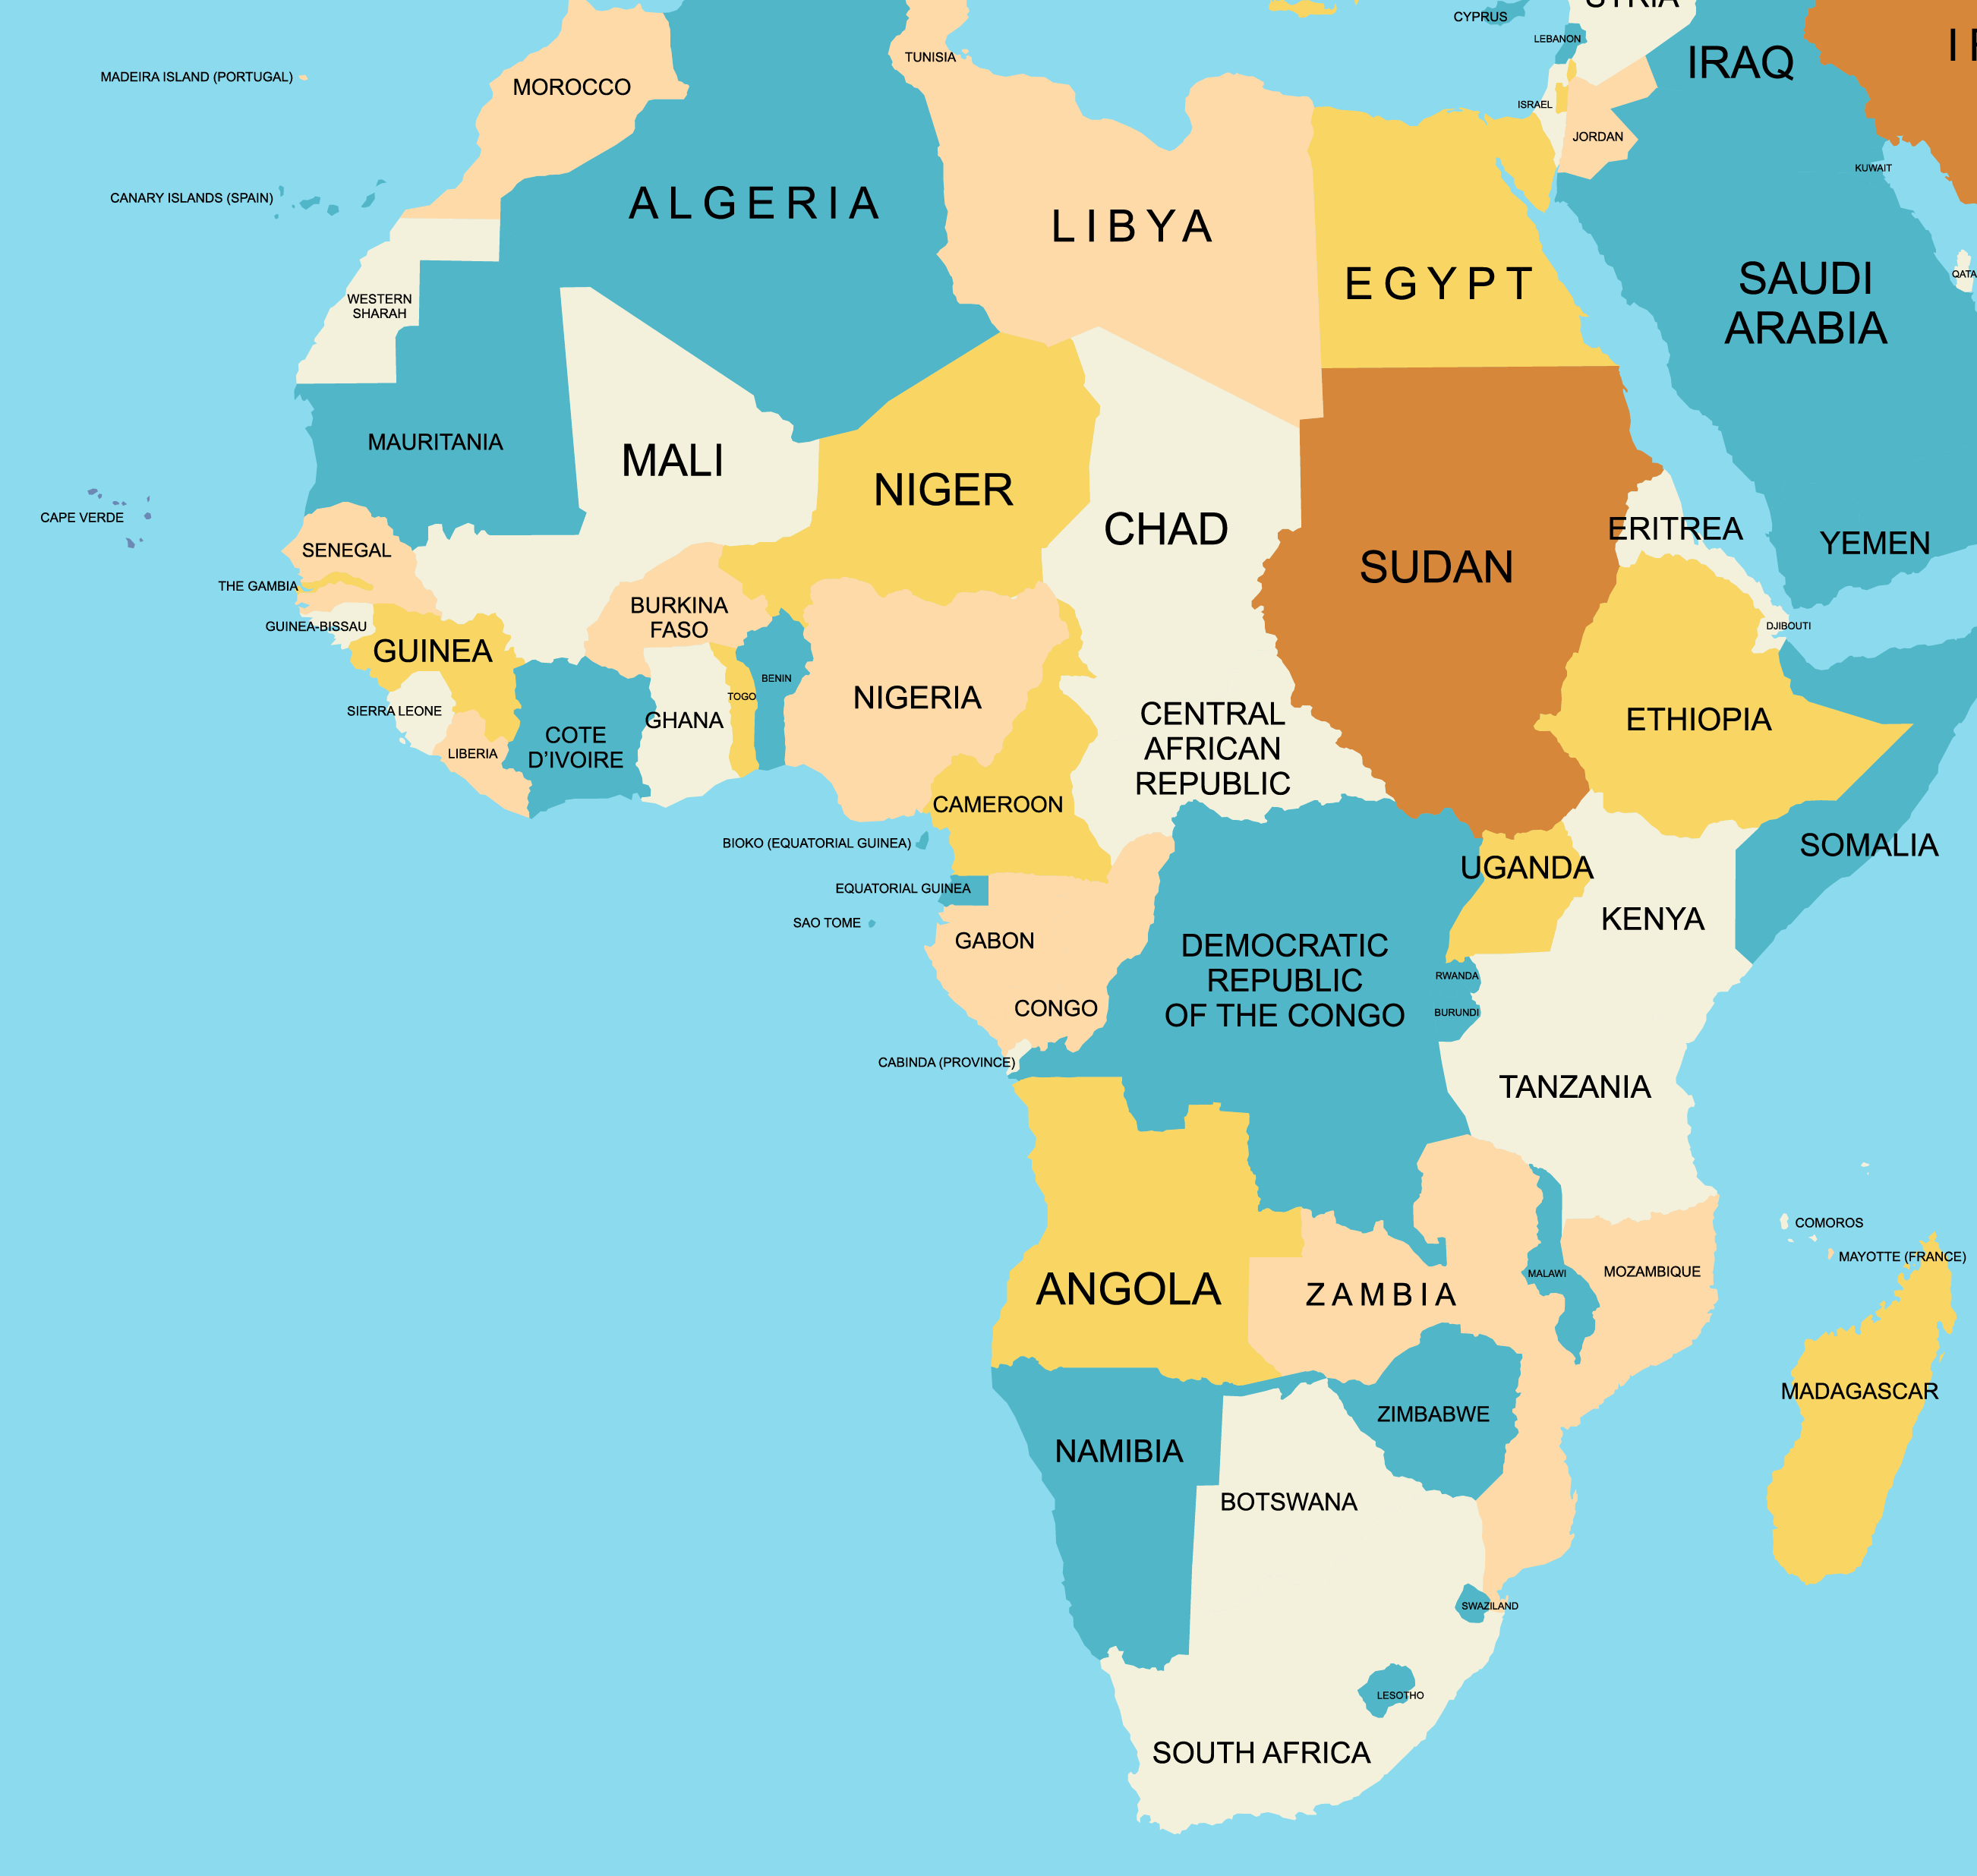 SYRIA
CYPRUS
LEBANON
IRAQ
TUNISIA
MADEIRA ISLAND (PORTUGAL)
MOROCCO
ISRAEL
JORDAN
KUWAIT
CANARY ISLANDS (SPAIN)
ALGERIA
LIBYA
EGYPT
SAUDI
ARABIA
QATA
WESTERN
SHARAH
MAURITANIA
MALI
NIGER
CHAD
SUDAN
ERITREA
YEMEN
CAPE VERDE
SENEGAL
THE GAMBIA
GUINEA-BISSAU
GUINEA
BURKINA
FASO
DJIBOUTI
SIERRA LEONE
LIBERIA
COTE
D'IVOIRE
GHANA
TOGO
BENIN
NIGERIA
CENTRAL
AFRICAN
REPUBLIC
ETHIOPIA
CAMEROON
BIOKO (EQUATORIAL GUINEA)
SOMALIA
UGANDA
EQUATORIAL GUINEA
SAO TOME
GABON
KENYA
DEMOCRATIC
REPUBLIC
OF THE CONGO
RWANDA
BURUNDI
CONGO
CABINDA (PROVINCE)
TANZANIA
COMOROS
MAYOTTE (FRANCE)
ANGOLA
ZAMBIA
MALAWI
MOZAMBIQUE
MADAGASCAR
ZIMBABWE
NAMIBIA
BOTSWANA
SWAZILAND
LESOTHO
SOUTH AFRICA